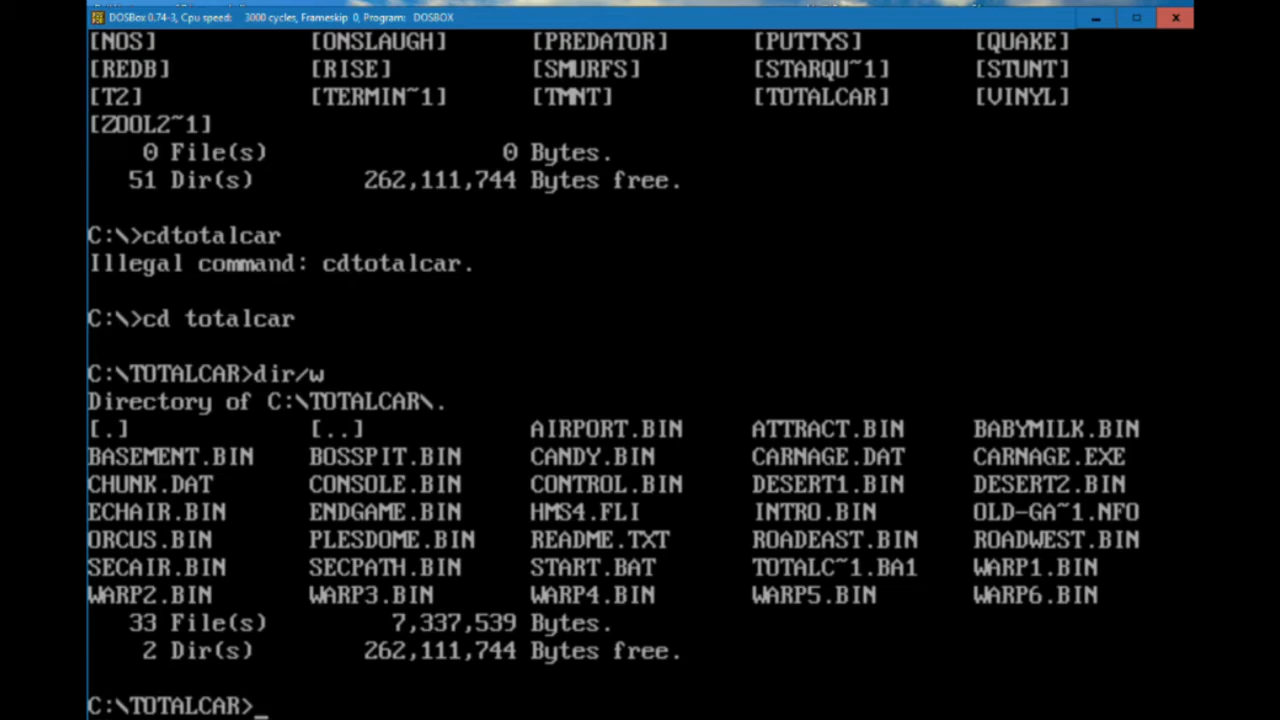 DOSBox 0.74-3, Cpu speed: 3000 cycles, Frameskip 0, Program: DOSBOX
[NOS] [ONSLAUGH] [PREDATOR] [PUTTYS] [QUAKE]
[REDB] [RISE] [SMURFS] [STARQU~1] [STUNT]
[T2] [TERMIN~1] [TMNT] [TOTALCAR] [VINYL]
[ZOOL2~1]
0 File(s) 0 Bytes.
51 Dir(s) 262,111,744 Bytes free.
C:\>cdtotalcar
Illegal command: cdtotalcar.
C:\>cd totalcar
C:\TOTALCAR>dir/w
Directory of C:\TOTALCAR\.
[.] [..] AIRPORT.BIN ATTRACT.BIN BABYMILK.BIN
BASEMENT.BIN BOSSPIT.BIN CANDY.BIN CARNAGE.DAT CARNAGE.EXE
CHUNK.DAT CONSOLE.BIN CONTROL.BIN DESERT1.BIN DESERT2.BIN
ECHAIR.BIN ENDGAME.BIN HMS4.FLI INTRO.BIN OLD-GA~1.NFO
ORCUS.BIN PLESDOME.BIN README.TXT ROADEAST.BIN ROADWEST.BIN
SECAIR.BIN SECPATH.BIN START.BAT TOTALC~1.BA1 WARP1.BIN
WARP2.BIN WARP3.BIN WARP4.BIN WARP5.BIN WARP6.BIN
33 File(s) 7,337,539 Bytes.
2 Dir(s) 262,111,744 Bytes free.
C:\TOTALCAR>_